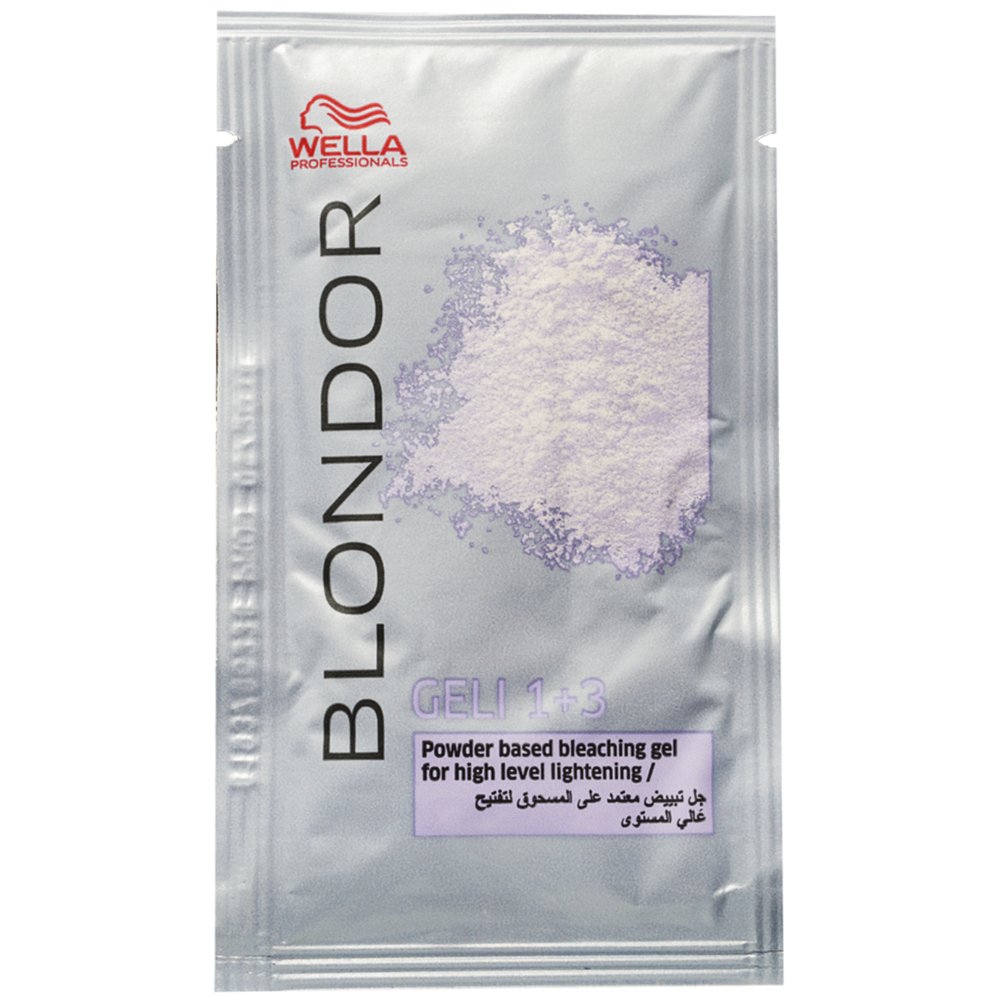 WELLA
PROFESSIONALS
BLONDOR
GELI 1+3
Powder based bleaching gel
for high level lightening /
جل تبييض معتمد على المسحوق لتفتيح
غالي المستوى